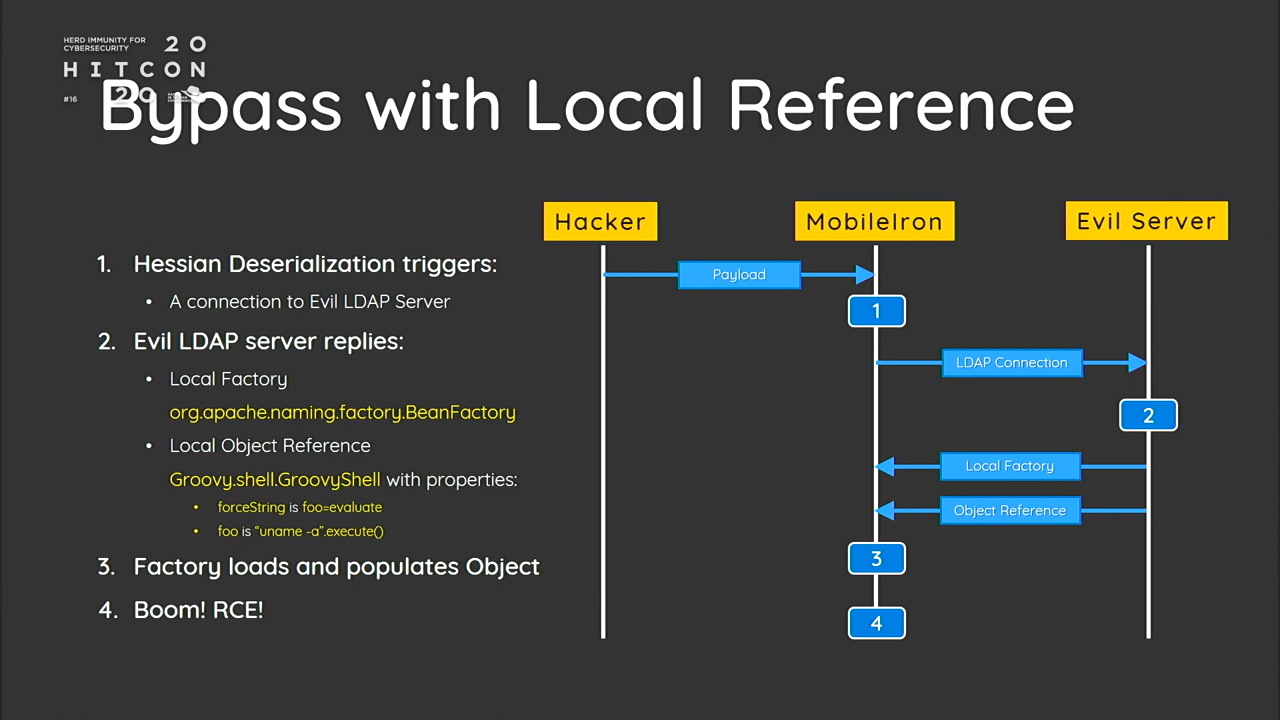 HERD IMMUNITY FOR
CYBERSECURITY
20
HITCON
#16
20
Bypass with Local Reference
Hacker
MobileIron
Evil Server
1. Hessian Deserialization triggers:
• A connection to Evil LDAP Server
2. Evil LDAP server replies:
• Local Factory
org.apache.naming.factory.BeanFactory
• Local Object Reference
Groovy.shell.GroovyShell with properties:
• forceString is foo=evaluate
• foo is “uname -a”.execute()
3. Factory loads and populates Object
4. Boom! RCE!
Payload
1
LDAP Connection
2
Local Factory
Object Reference
3
4